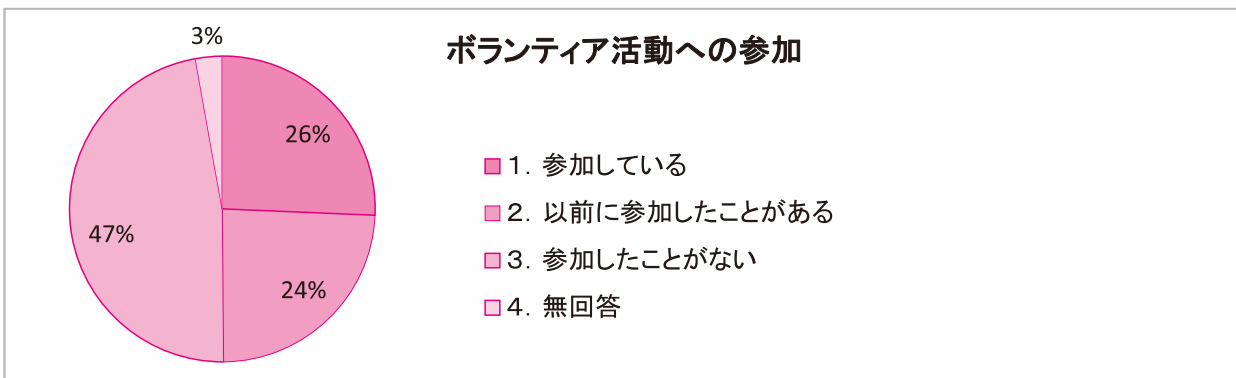 ボランティア活動への参加
3%
26%
47%
24%
1．参加している
2．以前に参加したことがある
3．参加したことがない
4．無回答